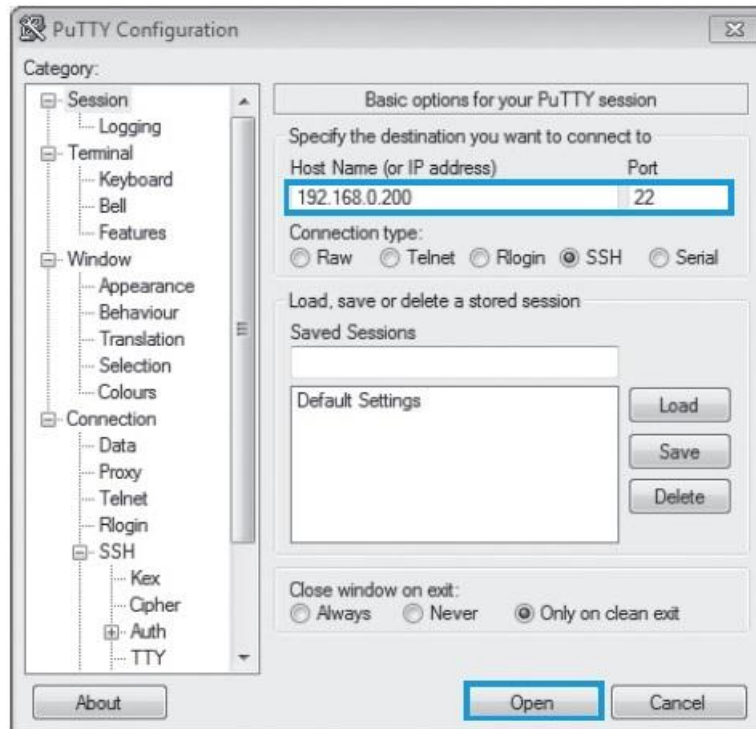 PuTTY Configuration
Category:
Session
Logging
Terminal
Keyboard
Bell
Features
Window
Appearance
Behaviour
Translation
Selection
Colours
Connection
Data
Proxy
Telnet
Rlogin
SSH
Kex
Cipher
Auth
TTY
Basic options for your PuTTY session
Specify the destination you want to connect to
Host Name (or IP address) Port
192.168.0.200 22
Connection type:
Raw Telnet Rlogin SSH Serial
Load, save or delete a stored session
Saved Sessions
Default Settings
Load
Save
Delete
Close window on exit:
Always Never Only on clean exit
About Open Cancel